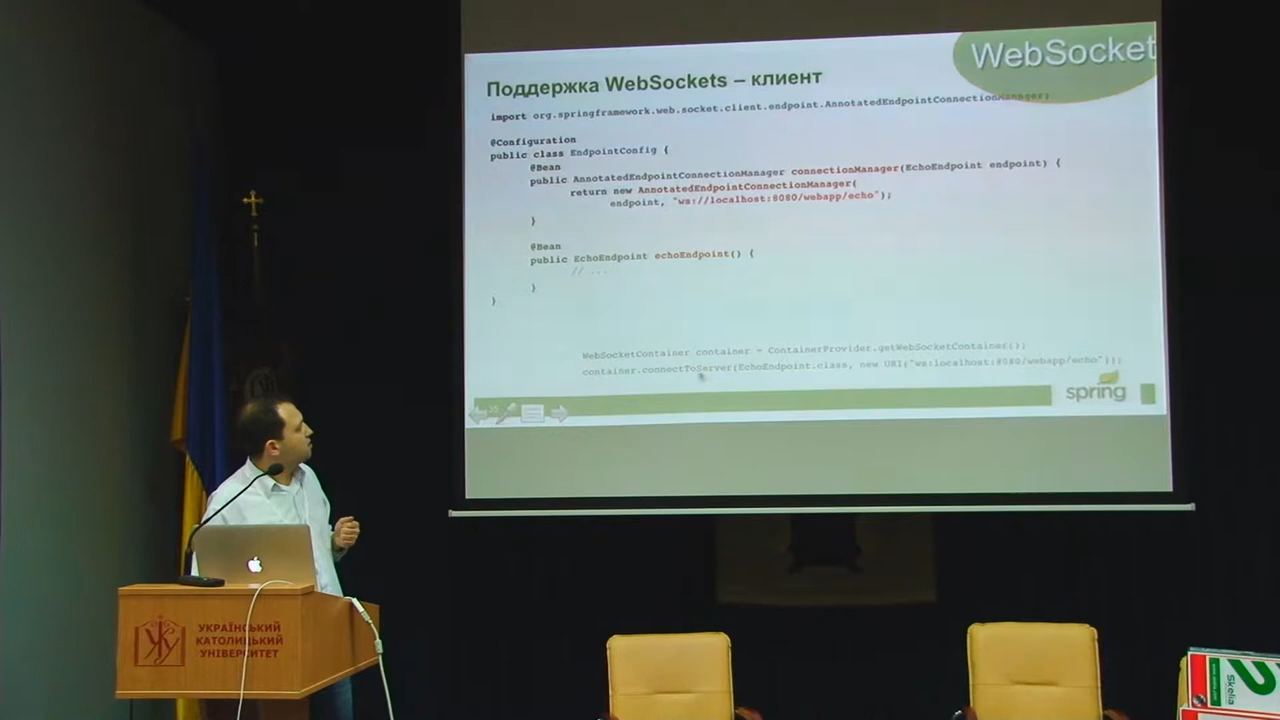 WebSocket
Поддержка WebSockets – клиент
import org.springframework.web.socket.client.endpoint.AnnotatedEndpointConnectionManager;
@Configuration
public class EndpointConfig {
@Bean
public AnnotatedEndpointConnectionManager connectionManager(EchoEndpoint endpoint) {
return new AnnotatedEndpointConnectionManager(
endpoint, "ws://localhost:8080/webapp/echo");
}
@Bean
public EchoEndpoint echoEndpoint() {
// ...
}
}
WebSocketContainer container = ContainerProvider.getWebSocketContainer();
container.connectToServer(EchoEndpoint.class, new URI("ws:localhost:8080/webapp/echo"));
spring
УКРАЇНСЬКИЙ
КАТОЛИЦЬКИЙ
УНІВЕРСИТЕТ
Skelia